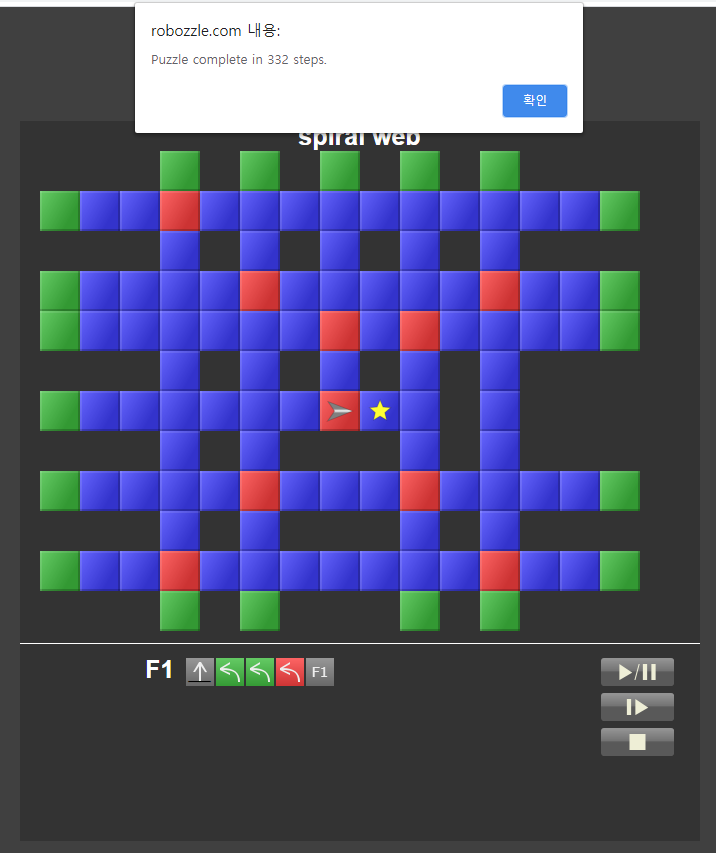 robozzle.com 내용:
Puzzle complete in 332 steps.
확인
spiral web
F1
F1